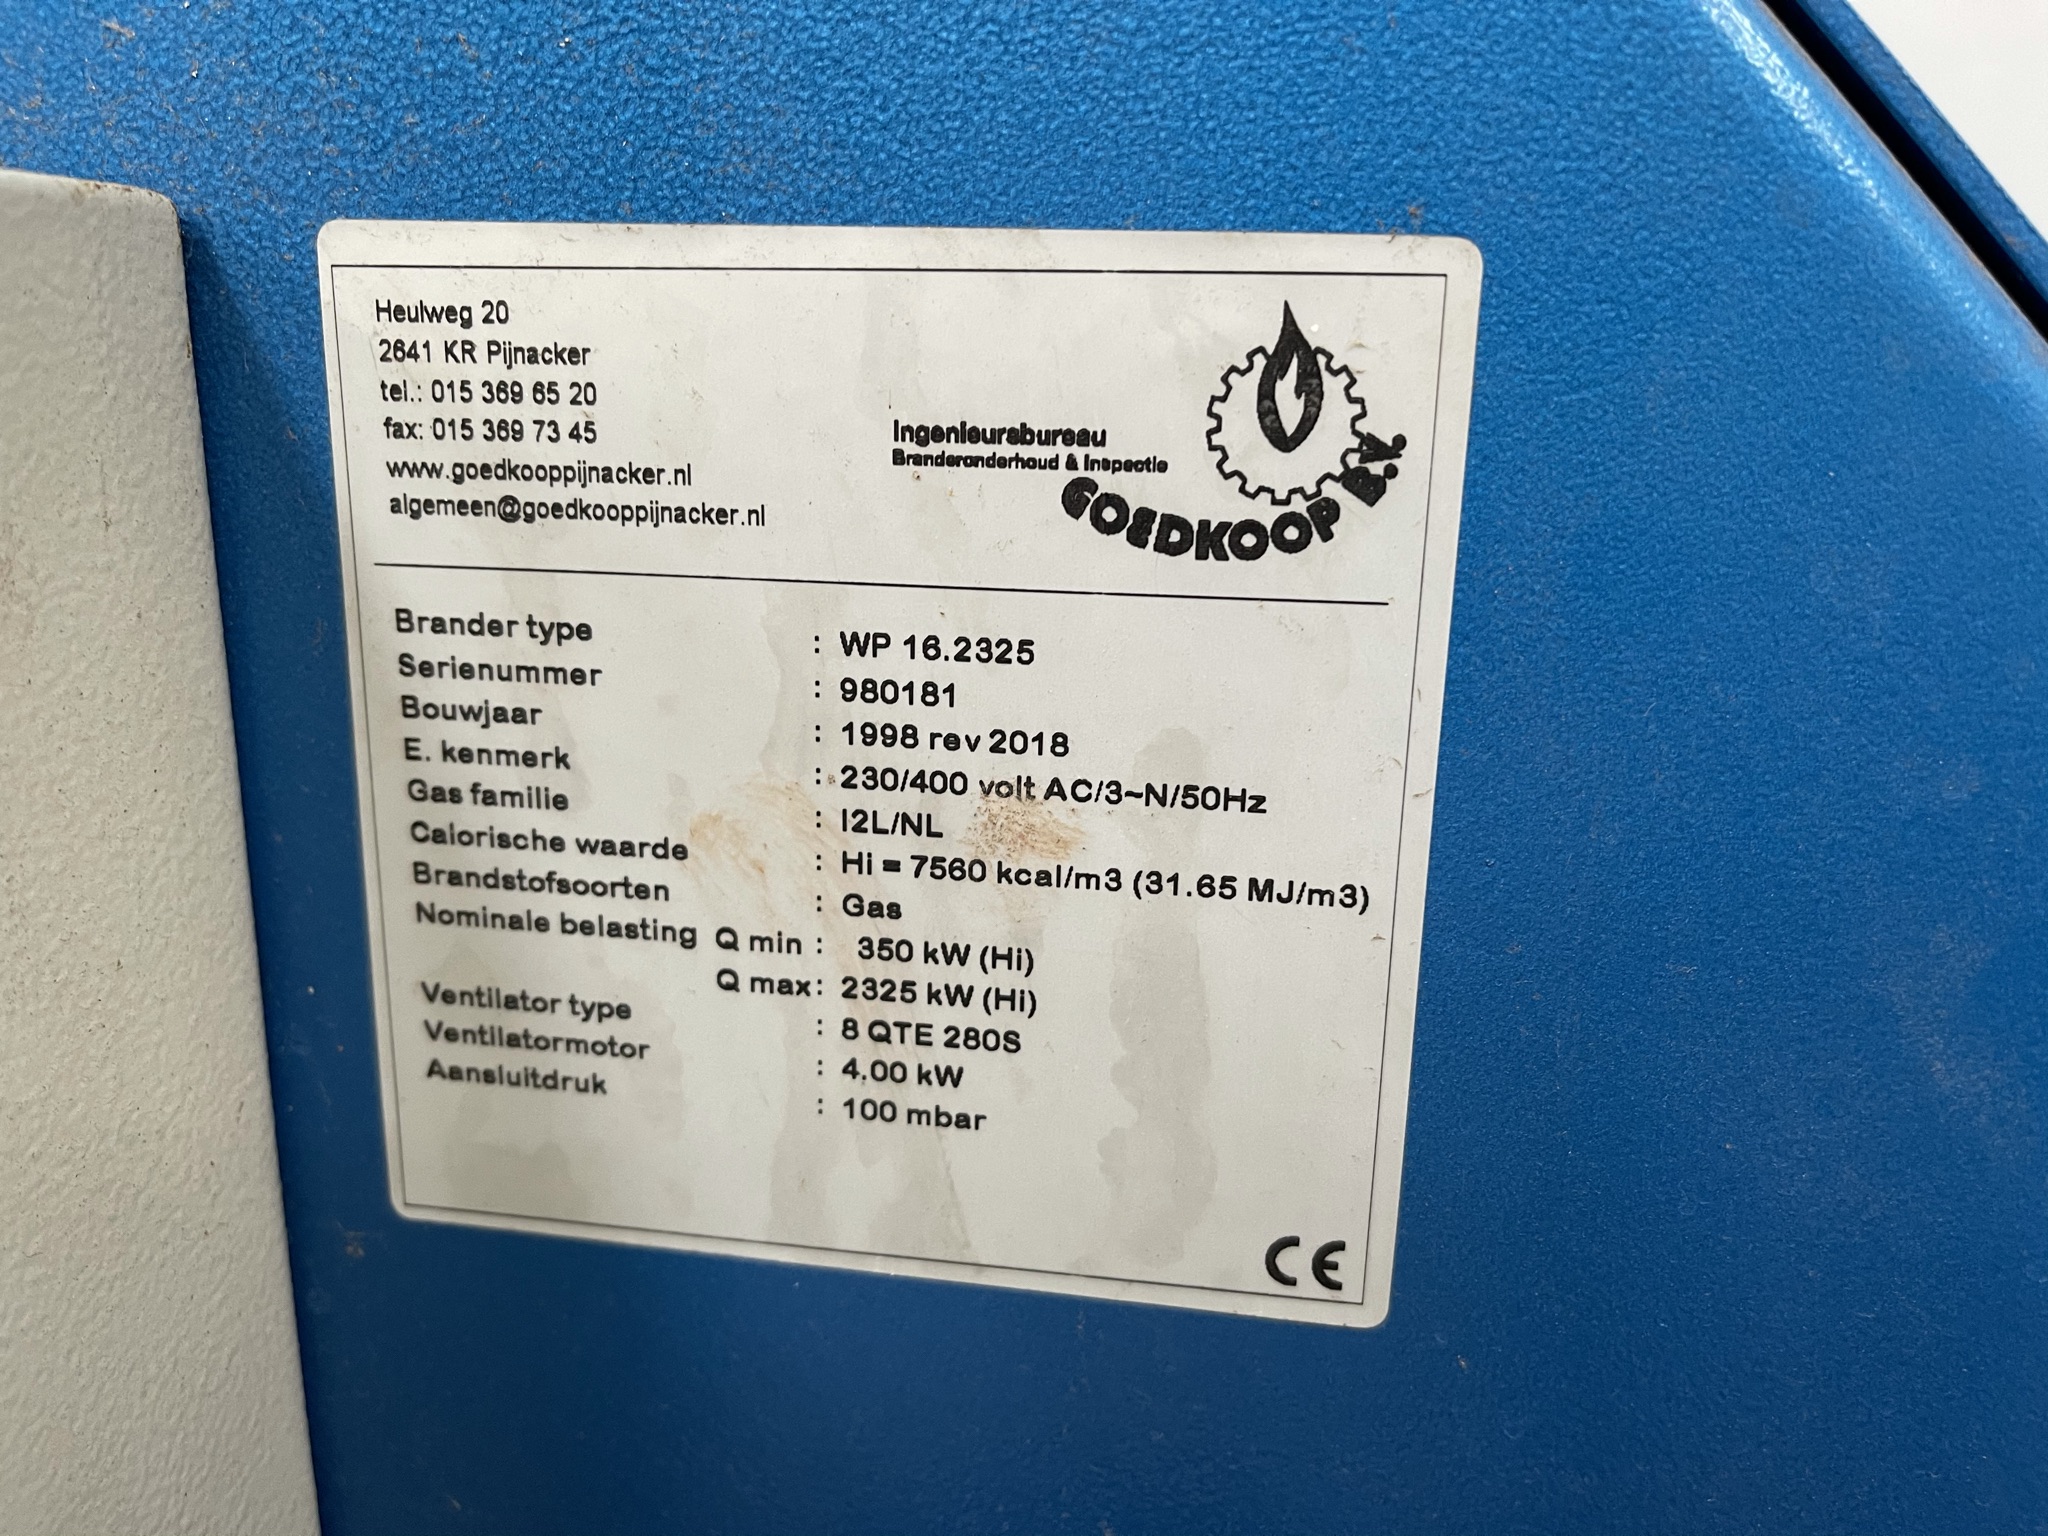 Heulweg 20
2641 KR Pijnacker
tel.: 015 369 65 20
fax: 015 369 73 45
www.goedkooppijnacker.nl
algemeen@goedkooppijnacker.nl
Ingenieursbureau
Branderonderhoud & Inspectie
GOEDKOOP B.V.
Brander type : WP 16.2325
Serienummer : 980181
Bouwjaar : 1998 rev 2018
E. kenmerk : 230/400 volt AC/3~N/50Hz
Gas familie : I2L/NL
Calorische waarde : Hi = 7560 kcal/m3 (31.65 MJ/m3)
Brandstofsoorten : Gas
Nominale belasting Q min : 350 kW (Hi)
Q max: 2325 kW (Hi)
Ventilator type : 8 QTE 280S
Ventilatormotor : 4.00 kW
Aansluitdruk : 100 mbar
CE